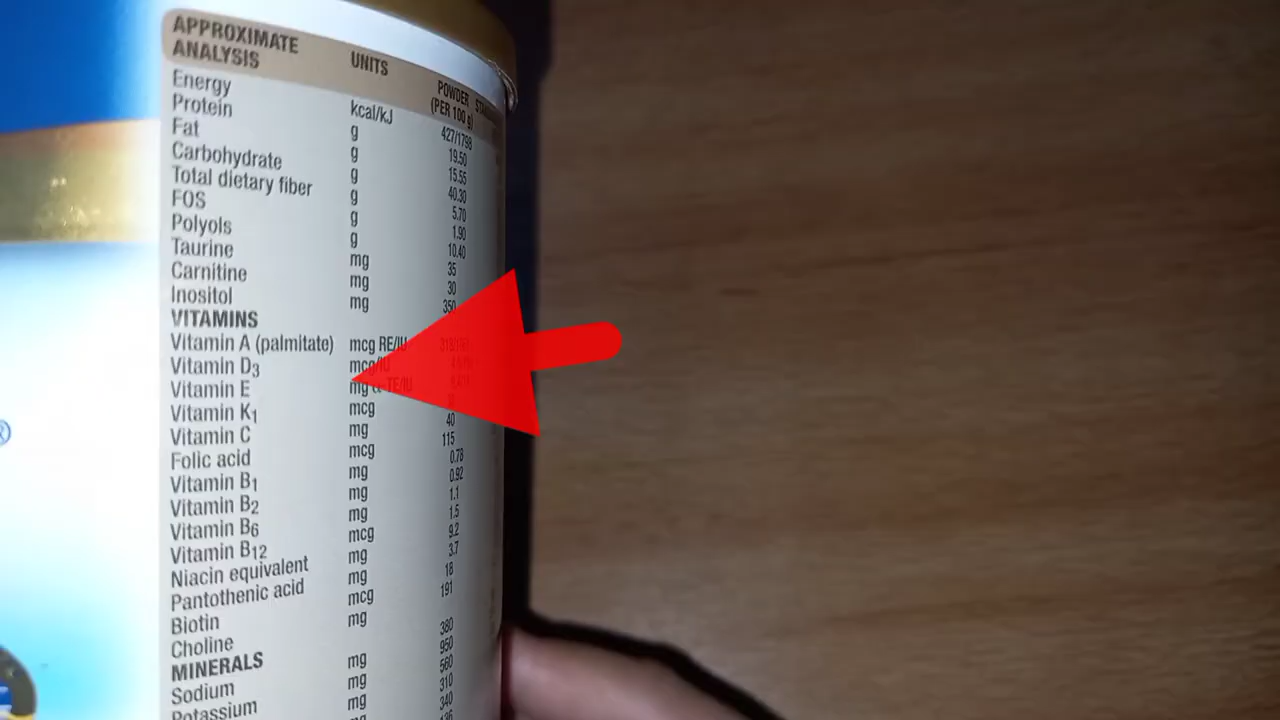 APPROXIMATE ANALYSIS UNITS POWDER (PER 100 g)
Energy kcal/kJ 427/1798
Protein g 19.50
Fat g 15.55
Carbohydrate g 40.30
Total dietary fiber g 5.70
FOS g 1.90
Polyols g 10.40
Taurine mg 35
Carnitine mg 30
Inositol mg 350
VITAMINS
Vitamin A (palmitate) mcg RE/IU
Vitamin D3 mcg/IU
Vitamin E mg α-TE/IU
Vitamin K1 mcg
Vitamin C mg 40
Folic acid mcg 115
Vitamin B1 mg 0.78
Vitamin B2 mg 0.92
Vitamin B6 mg 1.1
Vitamin B12 mcg 1.5
Niacin equivalent mg 9.2
Pantothenic acid mg 3.7
Biotin mcg 18
Choline mg 191
MINERALS
Sodium mg 380
Potassium mg 950
560
310
340
®